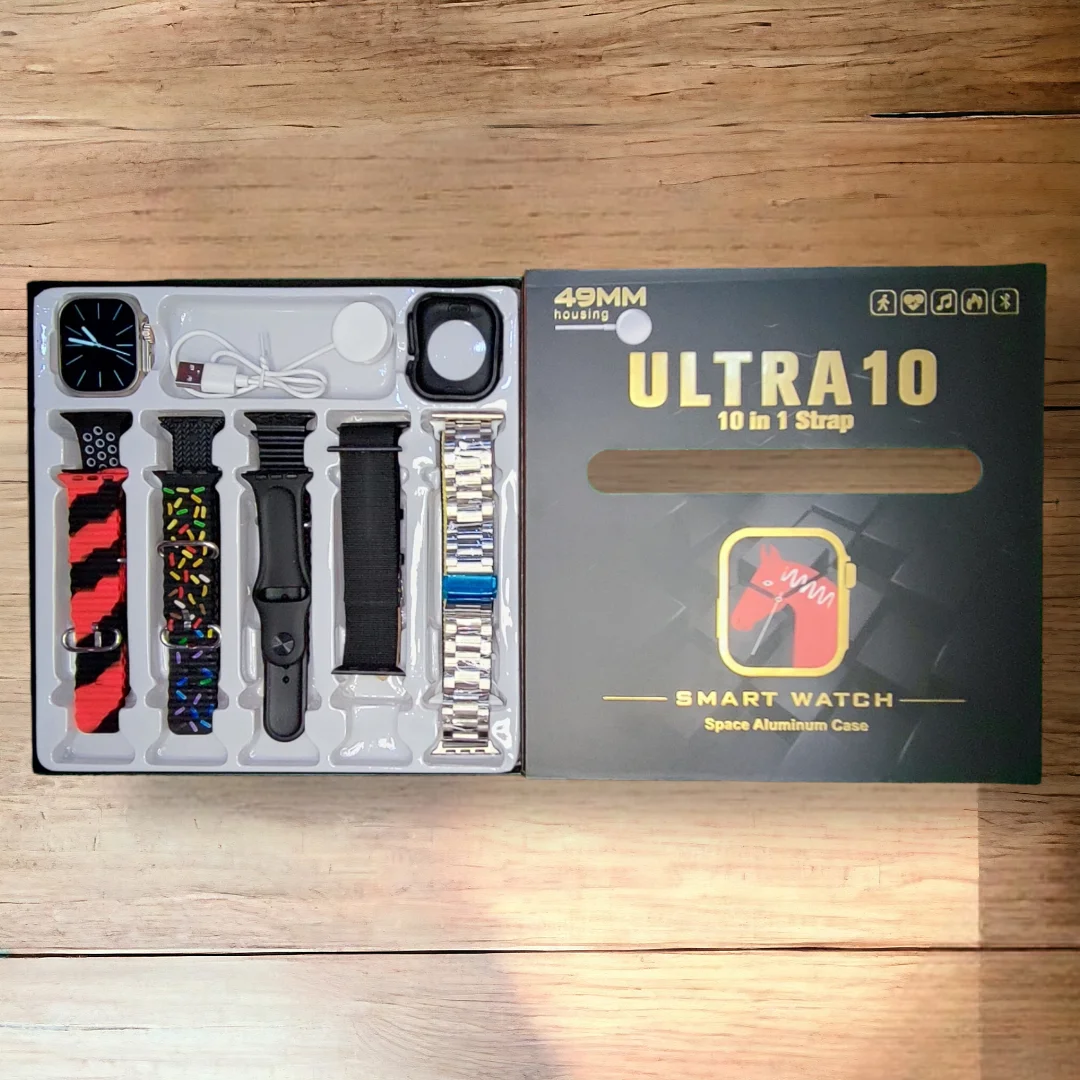 49MM
housing
ULTRA10
10 in 1 Strap
SMART WATCH
Space Aluminum Case